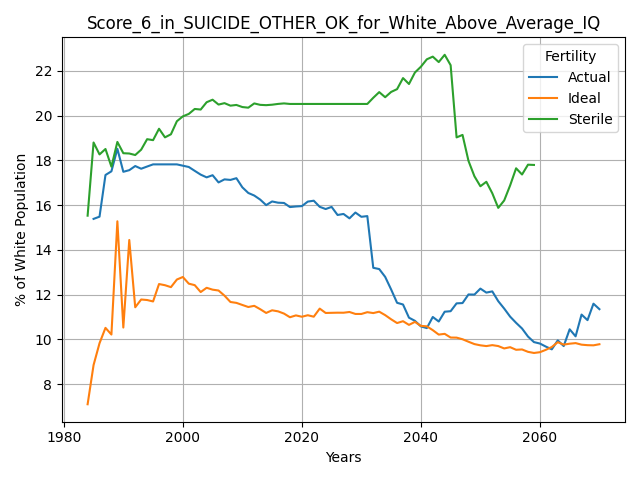 Score_6_in_SUICIDE_OTHER_OK_for_White_Above_Average_IQ
Fertility
Actual
Ideal
Sterile
% of White Population
22
20
18
16
14
12
10
8
1980
2000
2020
2040
2060
Years